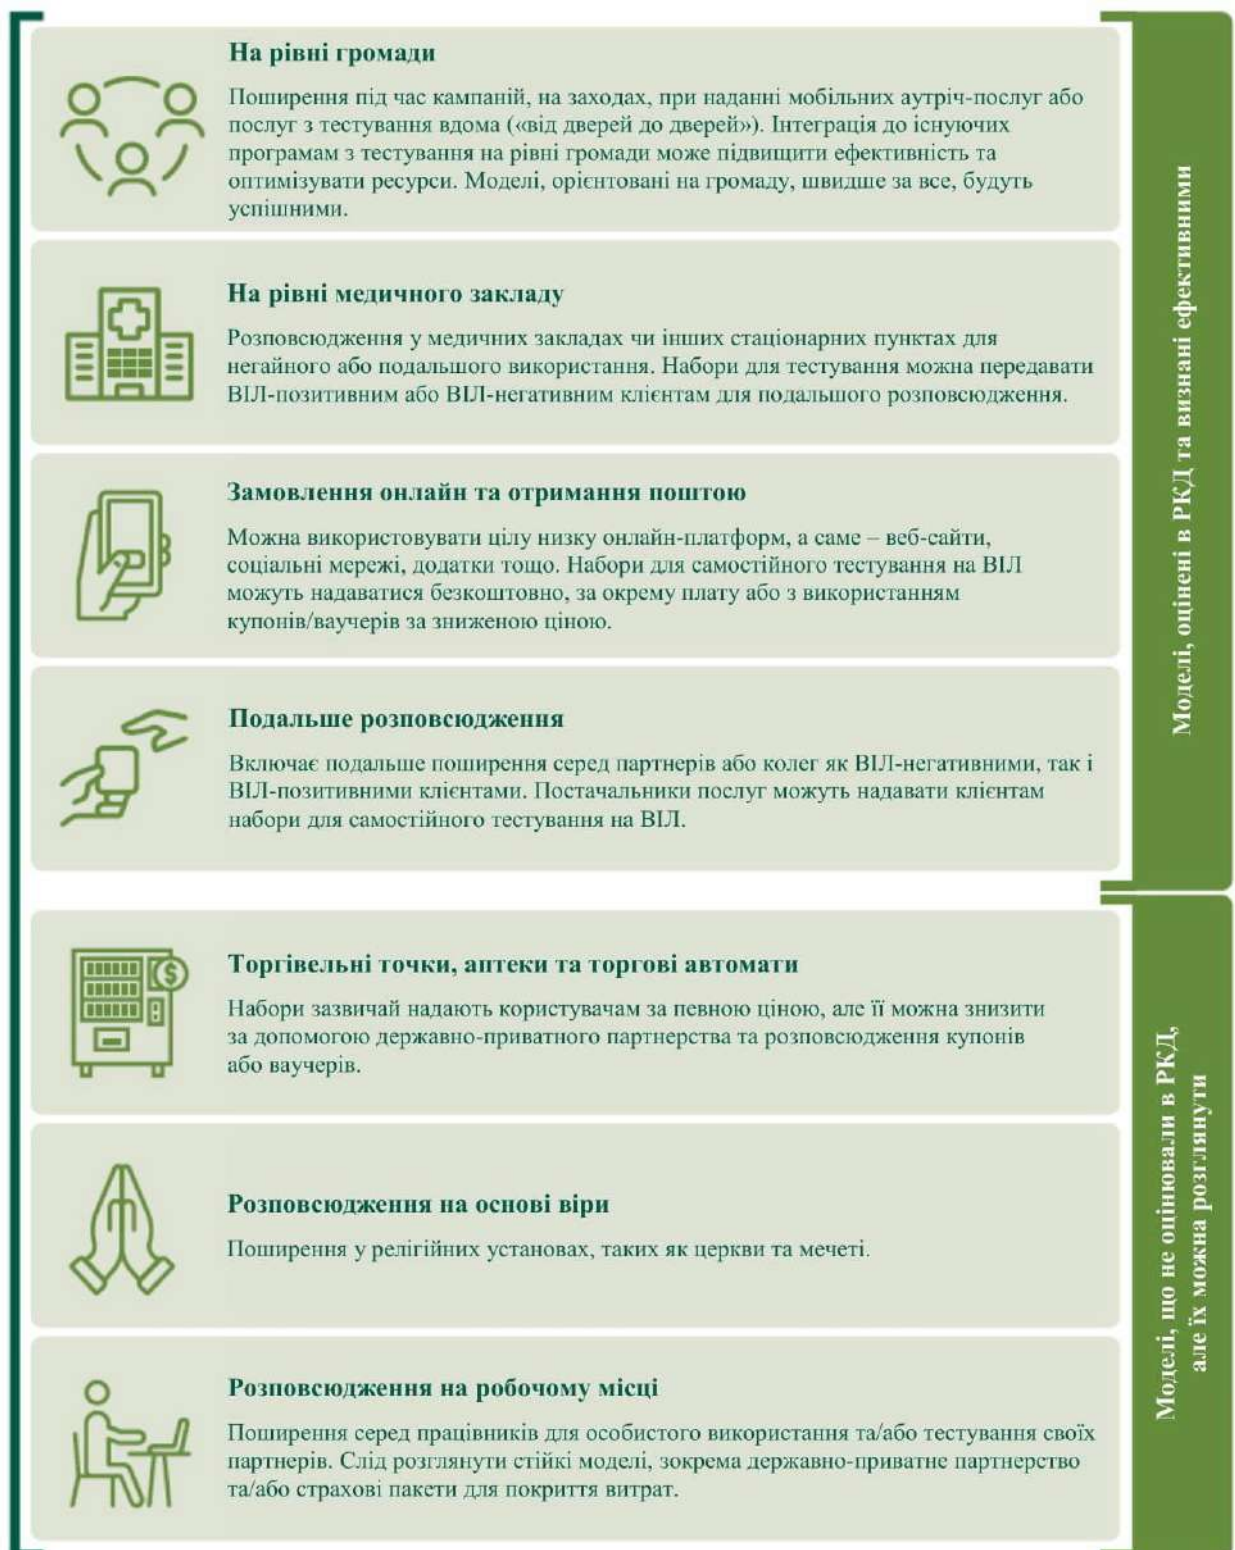 На рівні громади
Поширення під час кампаній, на заходах, при наданні мобільних аутріч-послуг або
послуг з тестування вдома («від дверей до дверей»). Інтеграція до існуючих
програмам з тестування на рівні громади може підвищити ефективність та
оптимізувати ресурси. Моделі, орієнтовані на громаду, швидше за все, будуть
успішними.
На рівні медичного закладу
Розповсюдження у медичних закладах чи інших стаціонарних пунктах для
негайного або подальшого використання. Набори для тестування можна передавати
ВІЛ-позитивним або ВІЛ-негативним клієнтам для подальшого розповсюдження.
Замовлення онлайн та отримання поштою
Можна використовувати цілу низку онлайн-платформ, а саме – веб-сайти,
соціальні мережі, додатки тощо. Набори для самостійного тестування на ВІЛ
можуть надаватися безкоштовно, за окрему плату або з використанням
купонів/ваучерів за зниженою ціною.
Подальше розповсюдження
Включає подальше поширення серед партнерів або колег як ВІЛ-негативними, так і
ВІЛ-позитивними клієнтами. Постачальники послуг можуть надавати клієнтам
набори для самостійного тестування на ВІЛ.
Моделі, оцінені в РКД та визнані ефективними
$
Торгівельні точки, аптеки та торгові автомати
Набори зазвичай надають користувачам за певною ціною, але її можна знизити
за допомогою державно-приватного партнерства та розповсюдження купонів
або ваучерів.
Розповсюдження на основі віри
Поширення у релігійних установах, таких як церкви та мечеті.
Розповсюдження на робочому місці
Поширення серед працівників для особистого використання та/або тестування своїх
партнерів. Слід розглянути стійкі моделі, зокрема державно-приватне партнерство
та/або страхові пакети для покриття витрат.
Моделі, що не оцінювали в РКД,
але їх можна розглянути